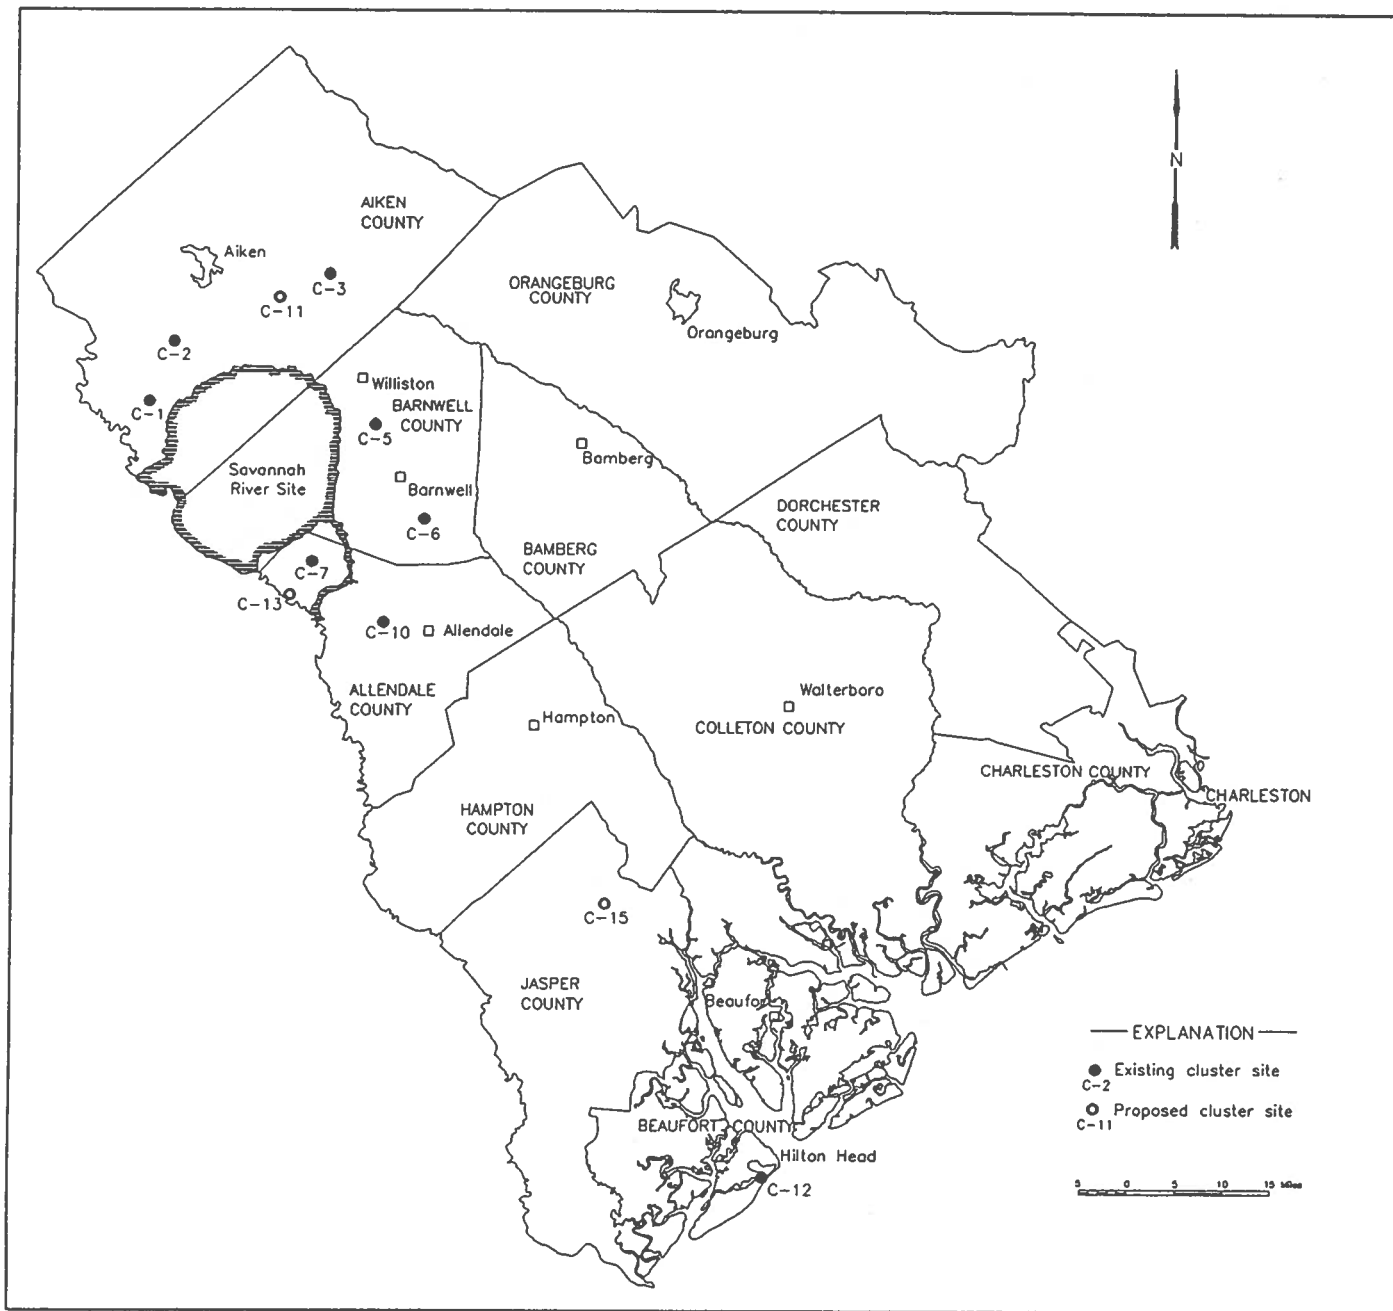 N
AIKEN
COUNTY
Aiken
C-3
C-11
ORANGEBURG
COUNTY
Orangeburg
C-2
Williston
C-1
BARNWELL
COUNTY
C-5
Bamberg
Savannah
River Site
Barnwell
DORCHESTER
COUNTY
C-6
BAMBERG
COUNTY
C-7
C-13
C-10
Allendale
ALLENDALE
COUNTY
Walterboro
Hampton
COLLETON COUNTY
CHARLESTON COUNTY
CHARLESTON
HAMPTON
COUNTY
C-15
JASPER
COUNTY
Beaufort
EXPLANATION
Existing cluster site
C-2
Proposed cluster site
C-11
BEAUFORT COUNTY
Hilton Head
C-12
5 0 5 10 15 Miles